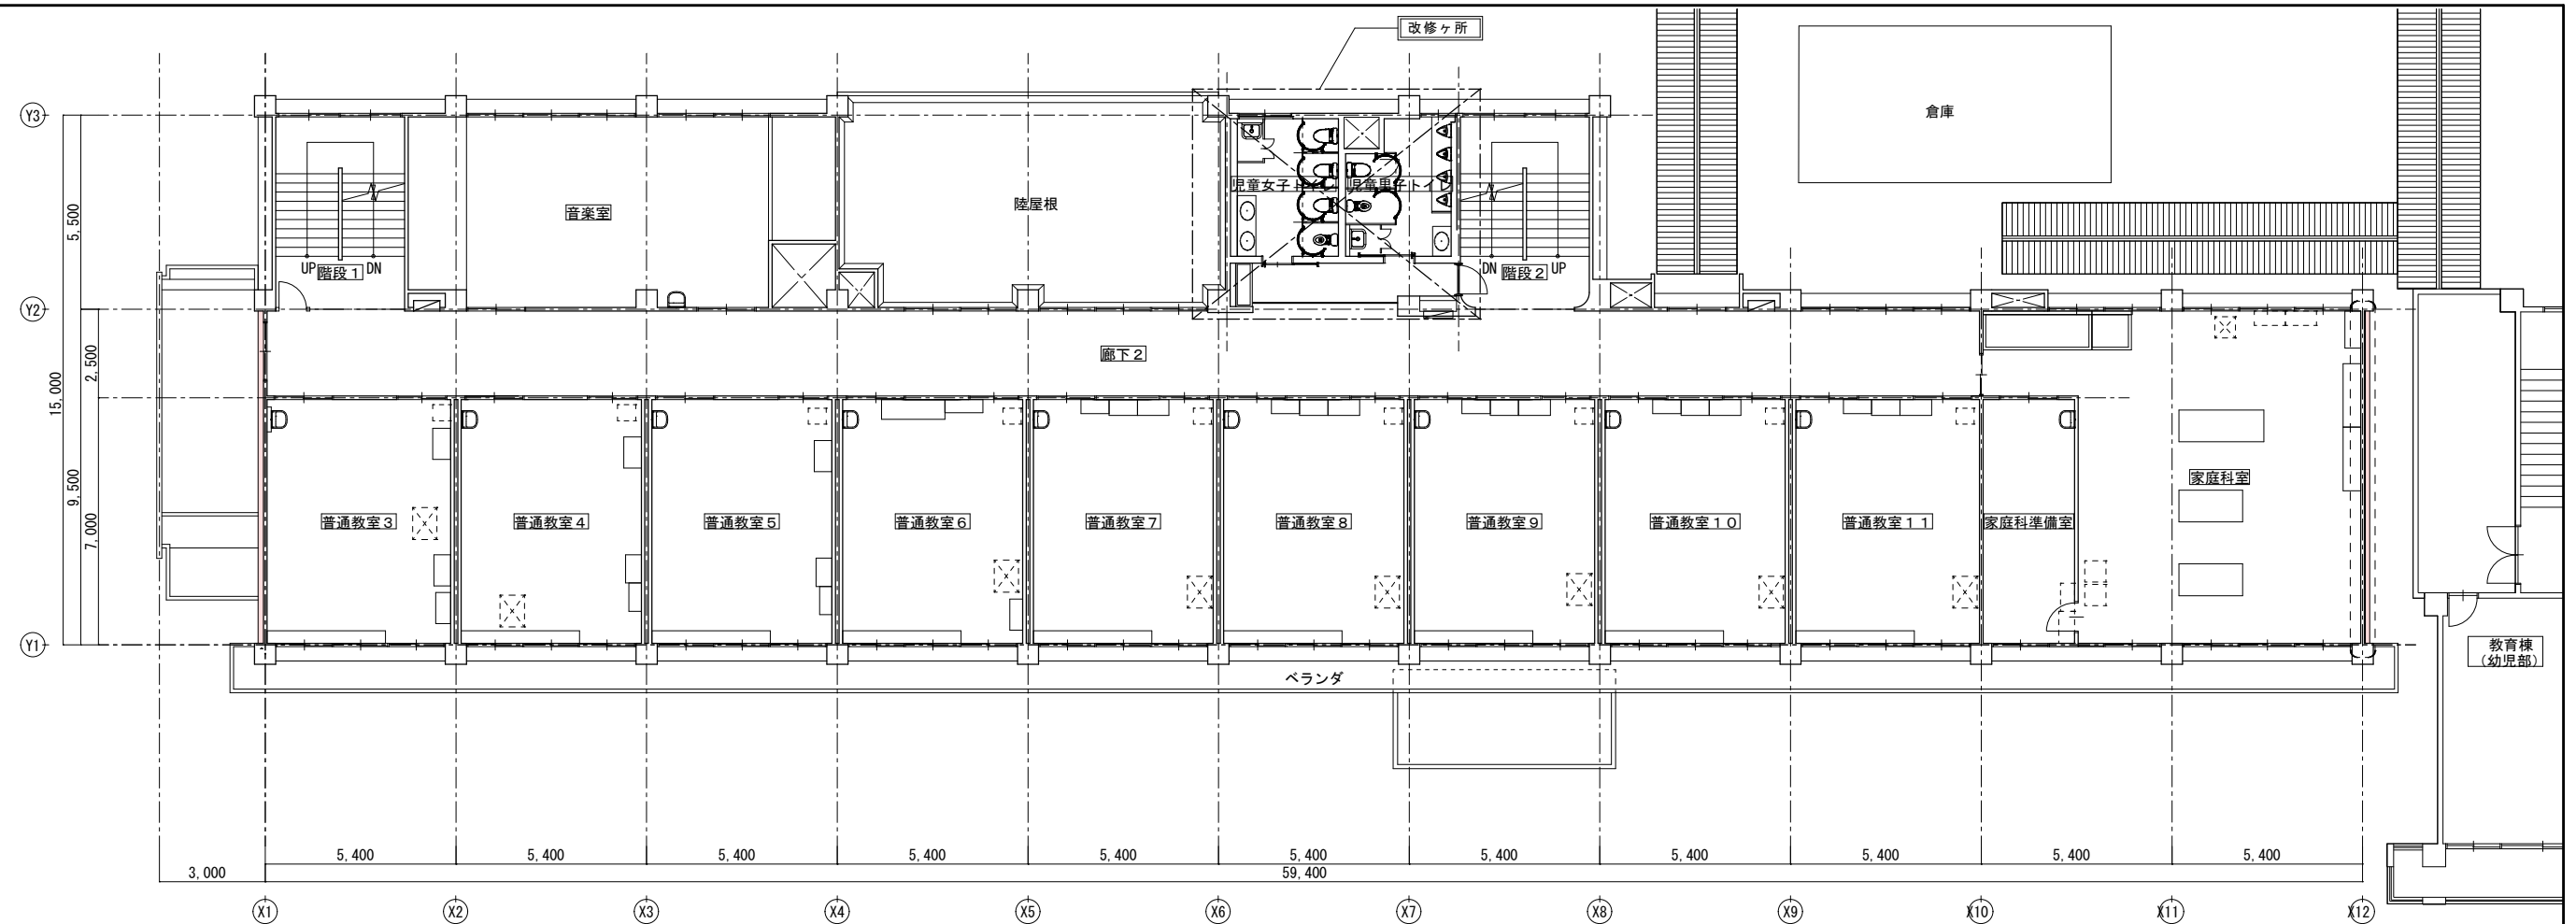 改修ヶ所
倉庫
Y3
5,500
音楽室
陸屋根
児童女子トイレ
児童男子トイレ
UP
階段１
DN
DN
階段２
UP
Y2
2,500
15,000
9,500
7,000
廊下２
普通教室３
普通教室４
普通教室５
普通教室６
普通教室７
普通教室８
普通教室９
普通教室１０
普通教室１１
家庭科準備室
家庭科室
Y1
教育棟
（幼児部）
ベランダ
5,400
5,400
5,400
5,400
5,400
5,400
5,400
5,400
5,400
5,400
5,400
3,000
59,400
X1
X2
X3
X4
X5
X6
X7
X8
X9
X10
X11
X12